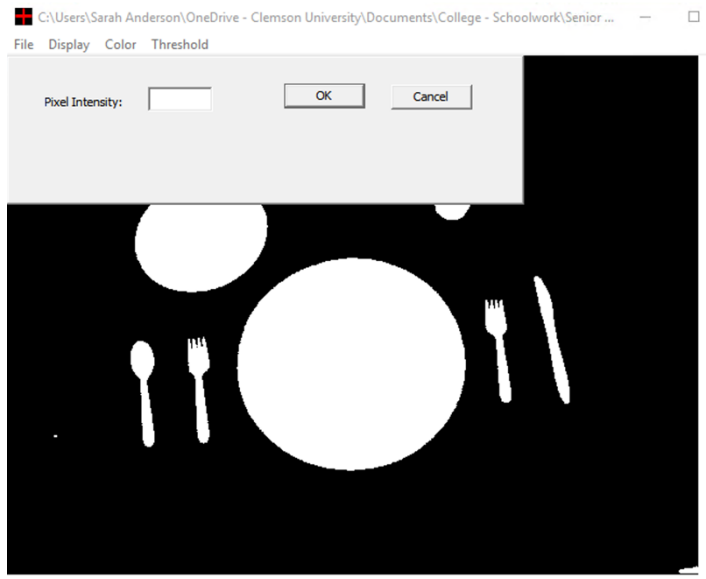 C:\Users\Sarah Anderson\OneDrive - Clemson University\Documents\College - Schoolwork\Senior ...
File Display Color Threshold
Pixel Intensity: OK Cancel